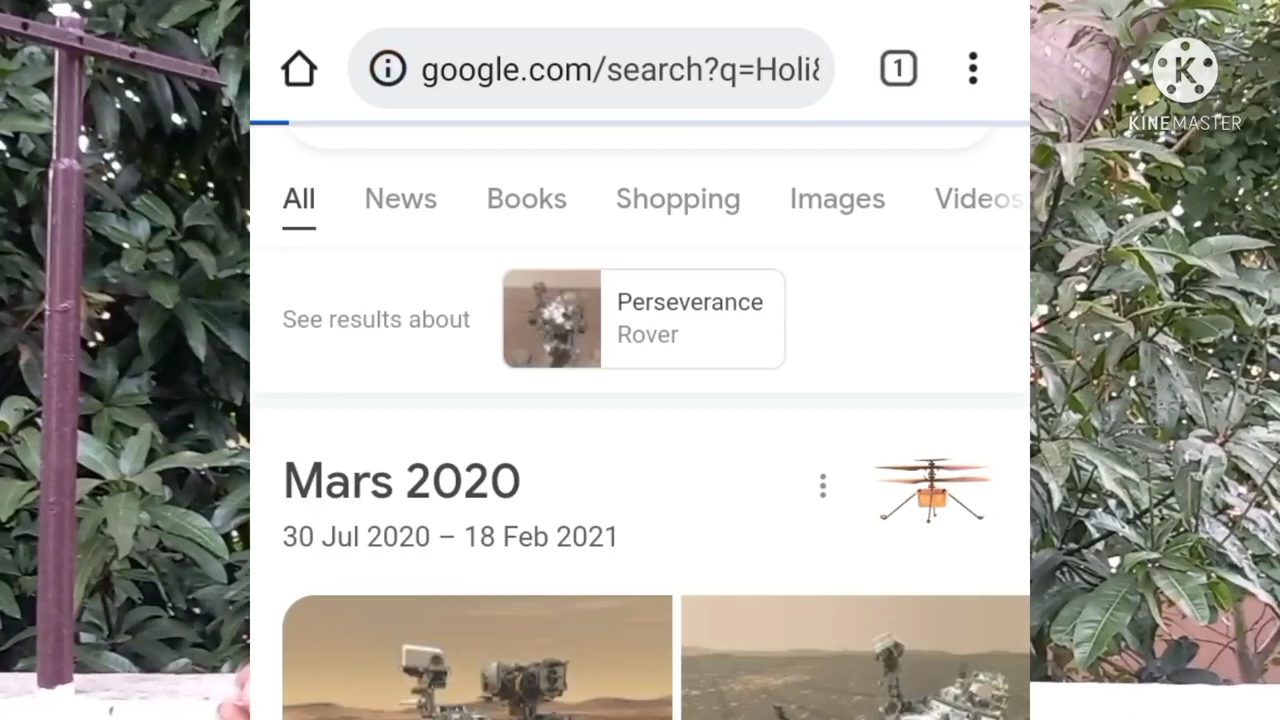 google.com/search?q=Holi&
1
KINEMASTER
All News Books Shopping Images Videos
See results about
Perseverance
Rover
Mars 2020
30 Jul 2020 – 18 Feb 2021